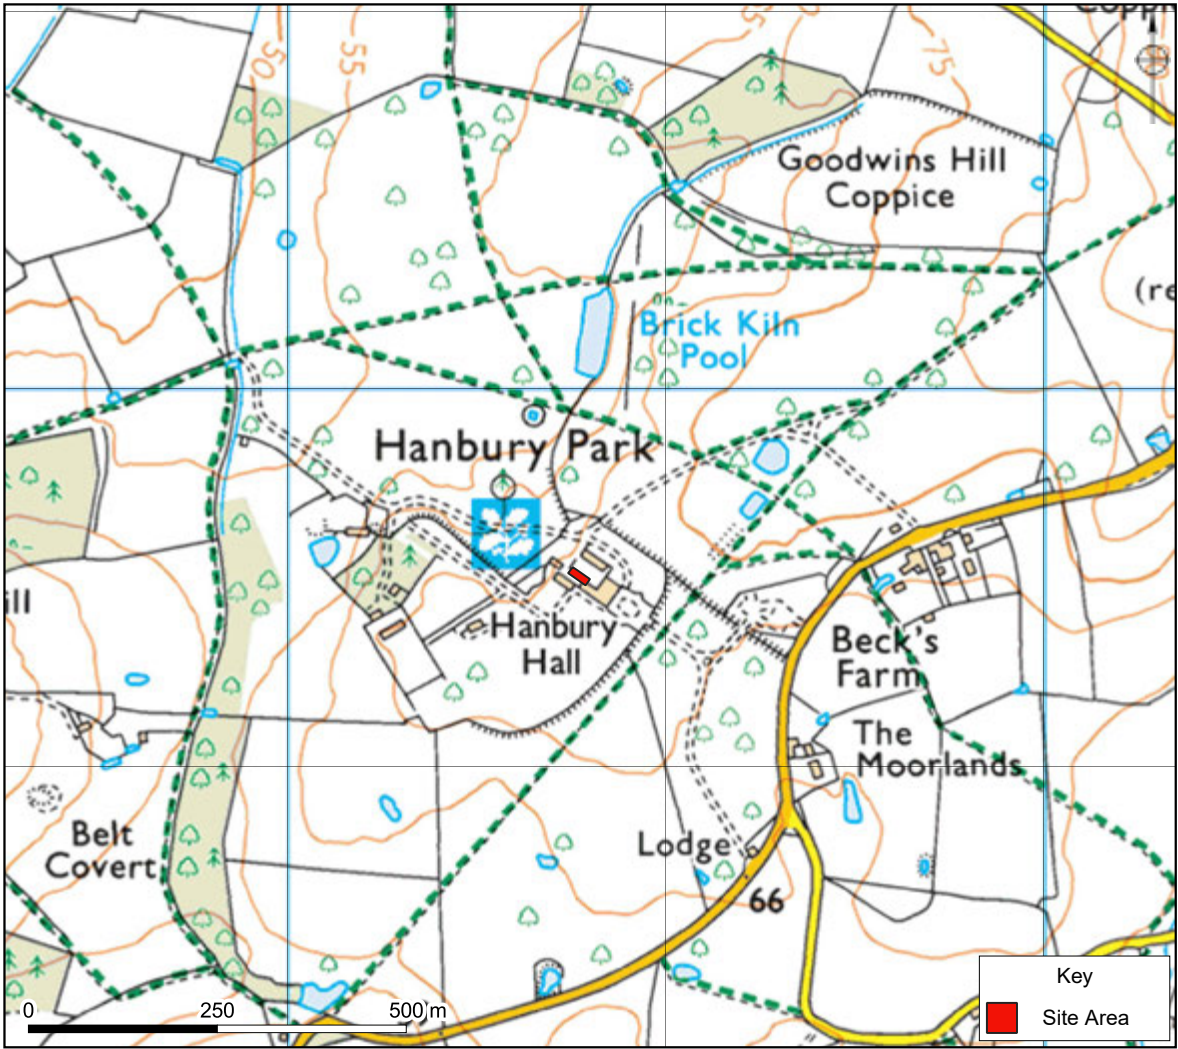 50
55
75
Goodwins Hill
Coppice
Brick Kiln
Pool
Hanbury Park
ill
Hanbury
Hall
Beck's
Farm
The
Moorlands
Belt
Covert
Lodge
66
0 250 500 m
Key
Site Area